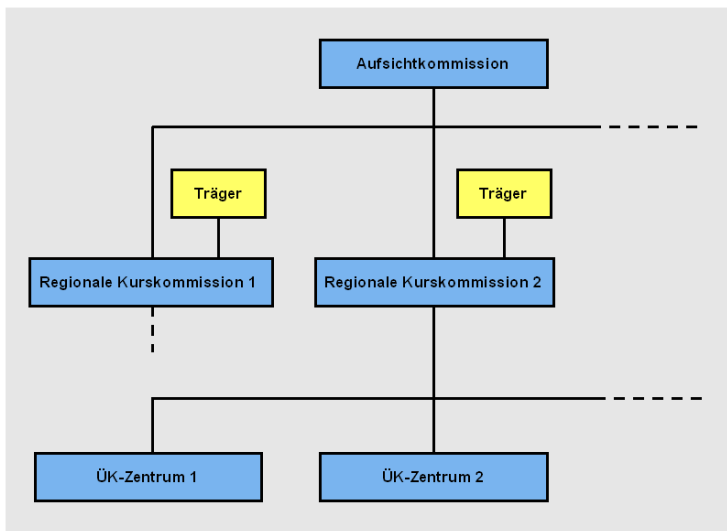 Aufsichtkommission
Träger
Träger
Regionale Kurskommission 1
Regionale Kurskommission 2
ÜK-Zentrum 1
ÜK-Zentrum 2